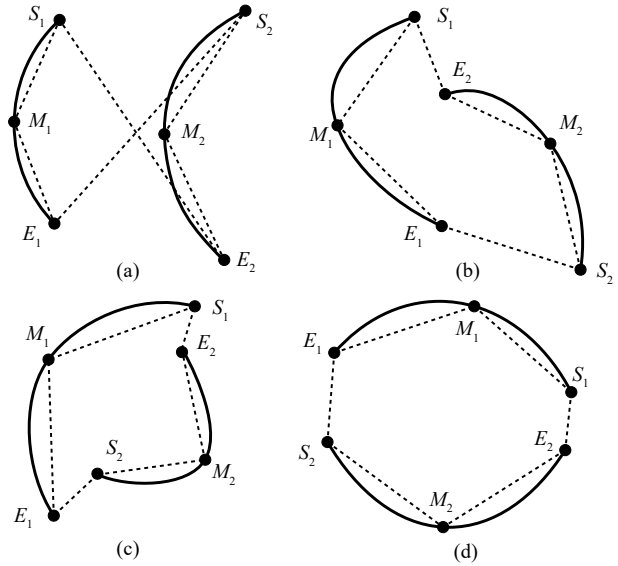 S₁ S₂
M₁ M₂
E₁ E₂
(a)
S₁
E₂
M₁ M₂
E₁
S₂
(b)
S₁
M₁
E₂
S₂
M₂
E₁
(c)
M₁
E₁
S₁
E₂
S₂
M₂
(d)